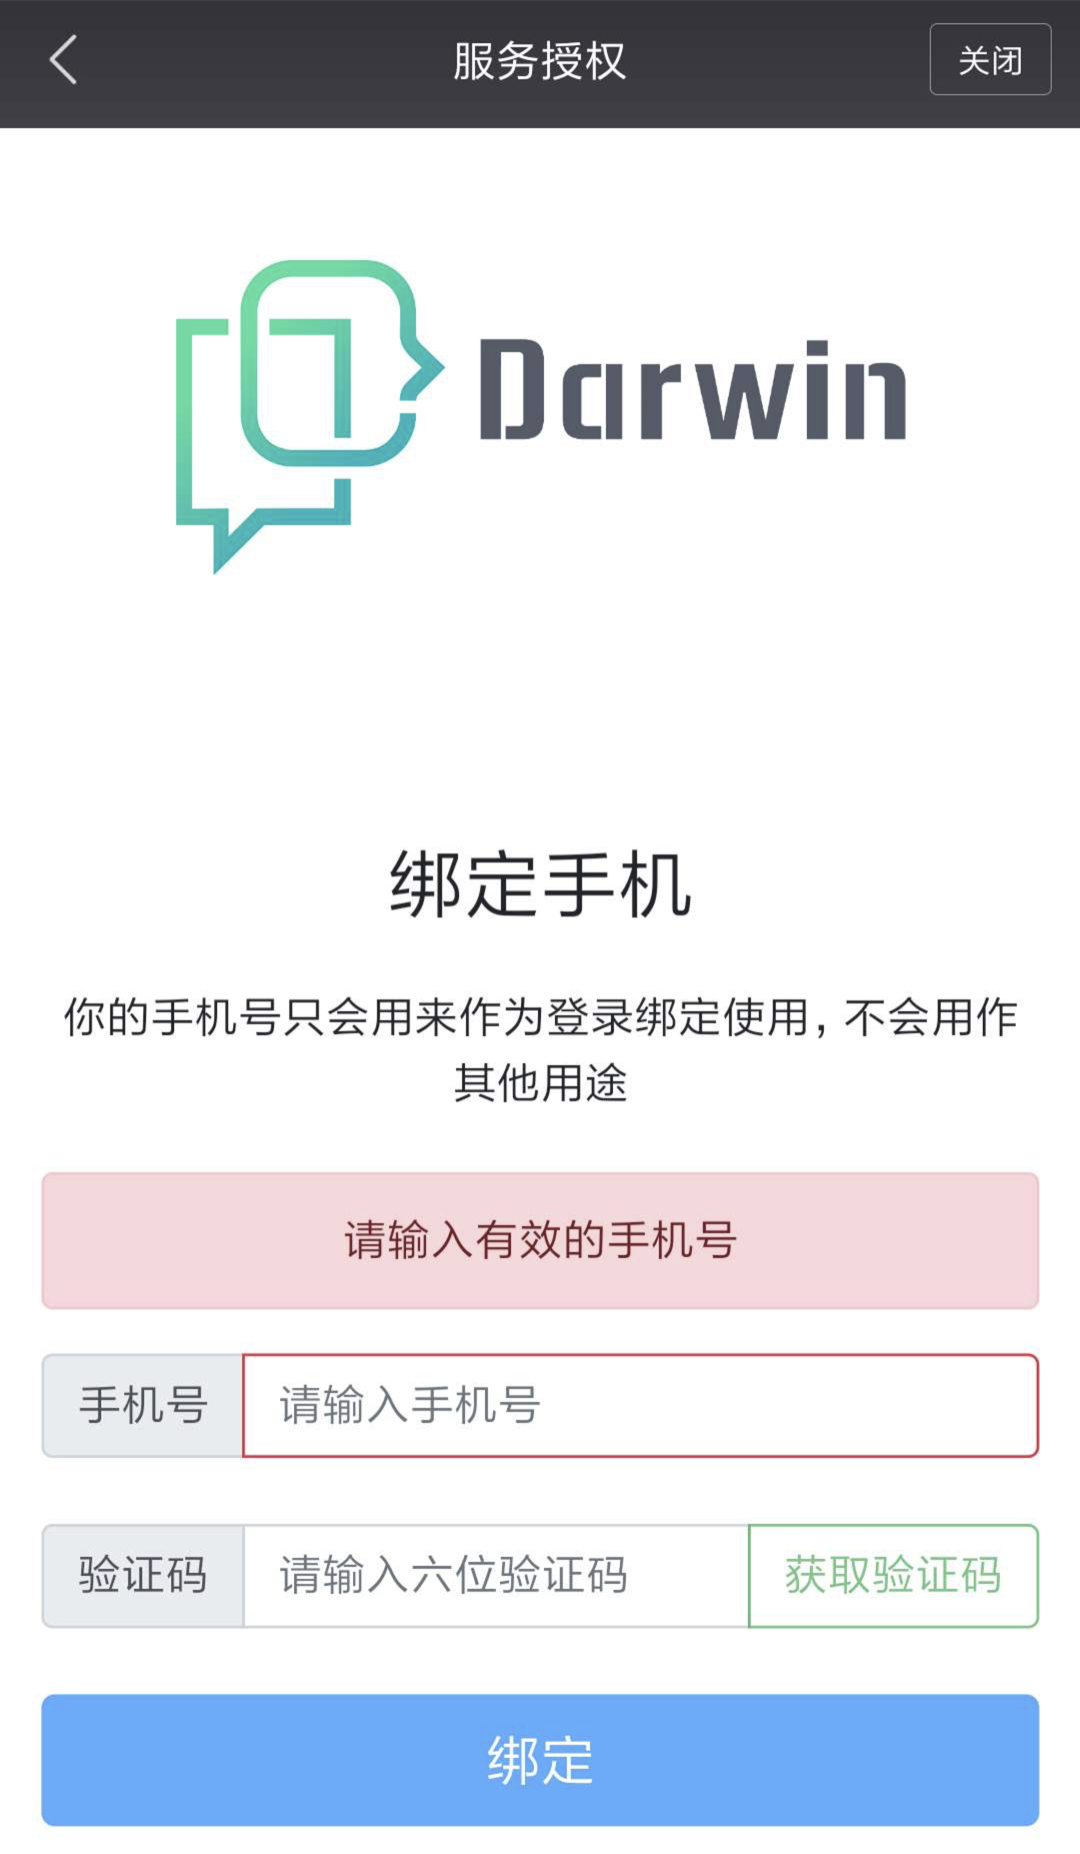 服务授权
关闭
Darwin
绑定手机
你的手机号只会用来作为登录绑定使用，不会用作
其他用途
请输入有效的手机号
手机号
请输入手机号
验证码
请输入六位验证码
获取验证码
绑定